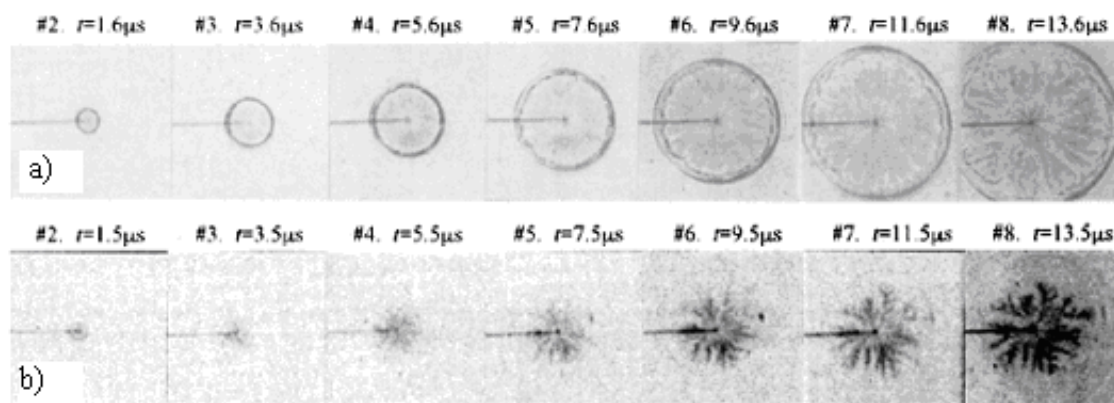 #2. t=1.6µs #3. t=3.6µs #4. t=5.6µs #5. t=7.6µs #6. t=9.6µs #7. t=11.6µs #8. t=13.6µs
a)
#2. t=1.5µs #3. t=3.5µs #4. t=5.5µs #5. t=7.5µs #6. t=9.5µs #7. t=11.5µs #8. t=13.5µs
b)